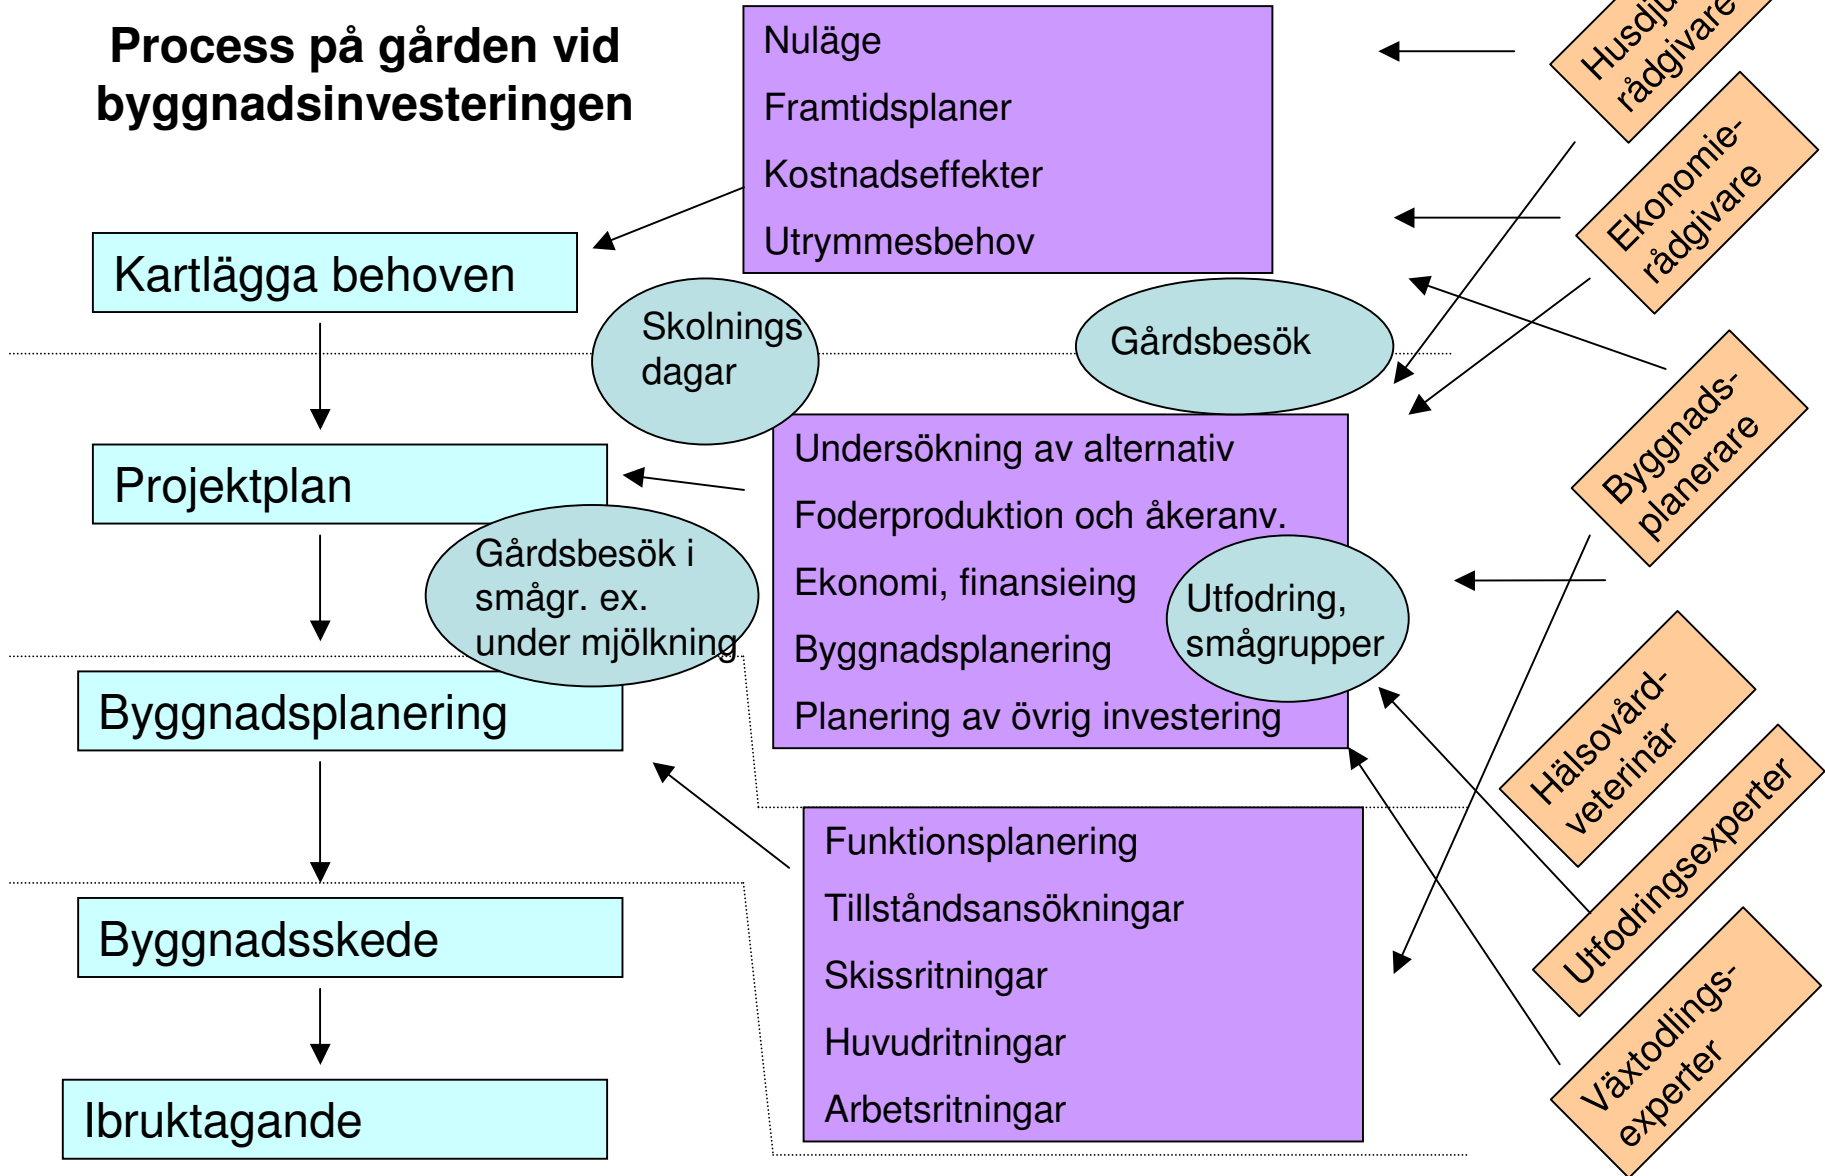 Process på gården vid
byggnadsinvesteringen
Nuläge
Framtidsplaner
Kostnadseffekter
Utrymmesbehov
Kartlägga behoven
Skolnings
dagar
Gårdsbesök
Projektplan
Undersökning av alternativ
Foderproduktion och åkeranv.
Ekonomi, finansieing
Byggnadsplanering
Planering av övrig investering
Gårdsbesök i
smågr. ex.
under mjölkning
Utfodring,
smågrupper
Byggnadsplanering
Funktionsplanering
Tillståndsansökningar
Skissritningar
Huvudritningar
Arbetsritningar
Byggnadsskede
Ibruktagande
rådgivare
Ekonomie-
rådgivare
Byggnads-
planerare
Hälsovård-
veterinär
Utfodringsexperter
Växtodlings-
experter